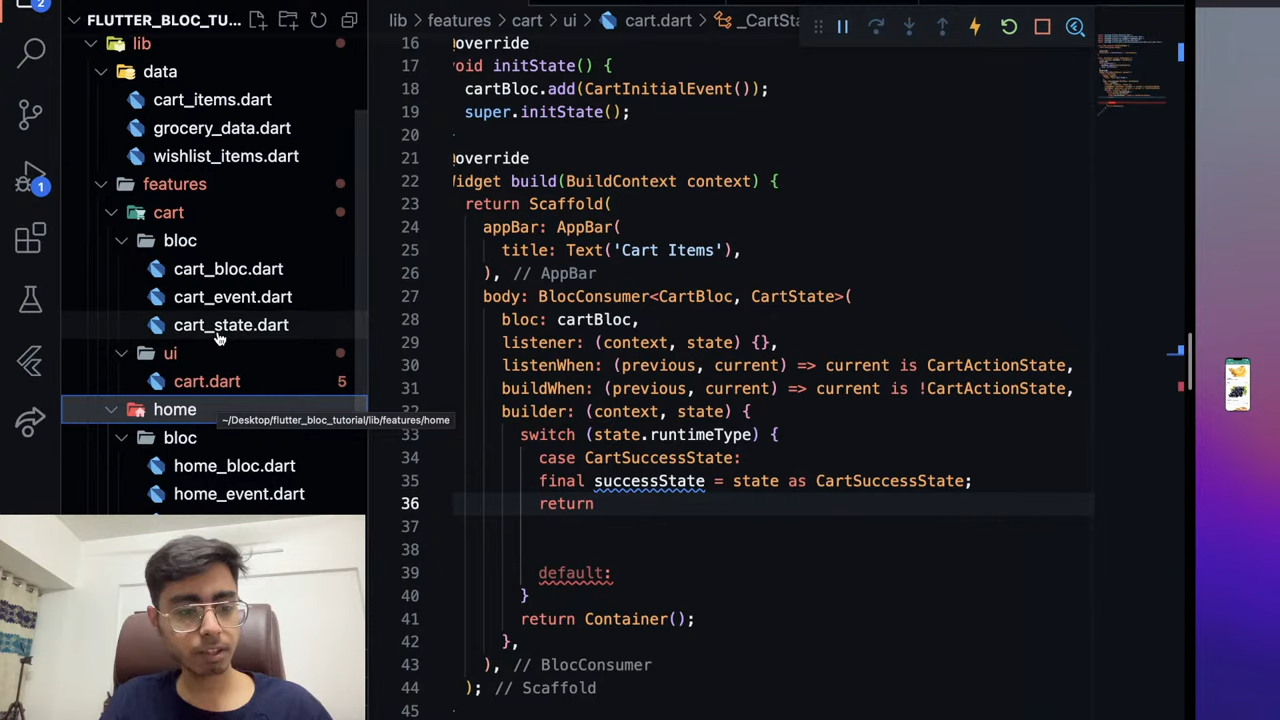 FLUTTER_BLOC_TU...
lib
data
cart_items.dart
grocery_data.dart
wishlist_items.dart
features
cart
bloc
cart_bloc.dart
cart_event.dart
cart_state.dart
ui
cart.dart 5
home
~/Desktop/flutter_bloc_tutorial/lib/features/home
bloc
home_bloc.dart
home_event.dart
1
lib > features > cart > ui > cart.dart > _CartSta
16 @override
17 void initState() {
18 cartBloc.add(CartInitialEvent());
19 super.initState();
20
21 @override
22 Widget build(BuildContext context) {
23 return Scaffold(
24 appBar: AppBar(
25 title: Text('Cart Items'),
26 ), // AppBar
27 body: BlocConsumer<CartBloc, CartState>(
28 bloc: cartBloc,
29 listener: (context, state) {},
30 listenWhen: (previous, current) => current is CartActionState,
31 buildWhen: (previous, current) => current is !CartActionState,
32 builder: (context, state) {
33 switch (state.runtimeType) {
34 case CartSuccessState:
35 final successState = state as CartSuccessState;
36 return
37
38
39 default:
40 }
41 return Container();
42 },
43 ), // BlocConsumer
44 ); // Scaffold
45